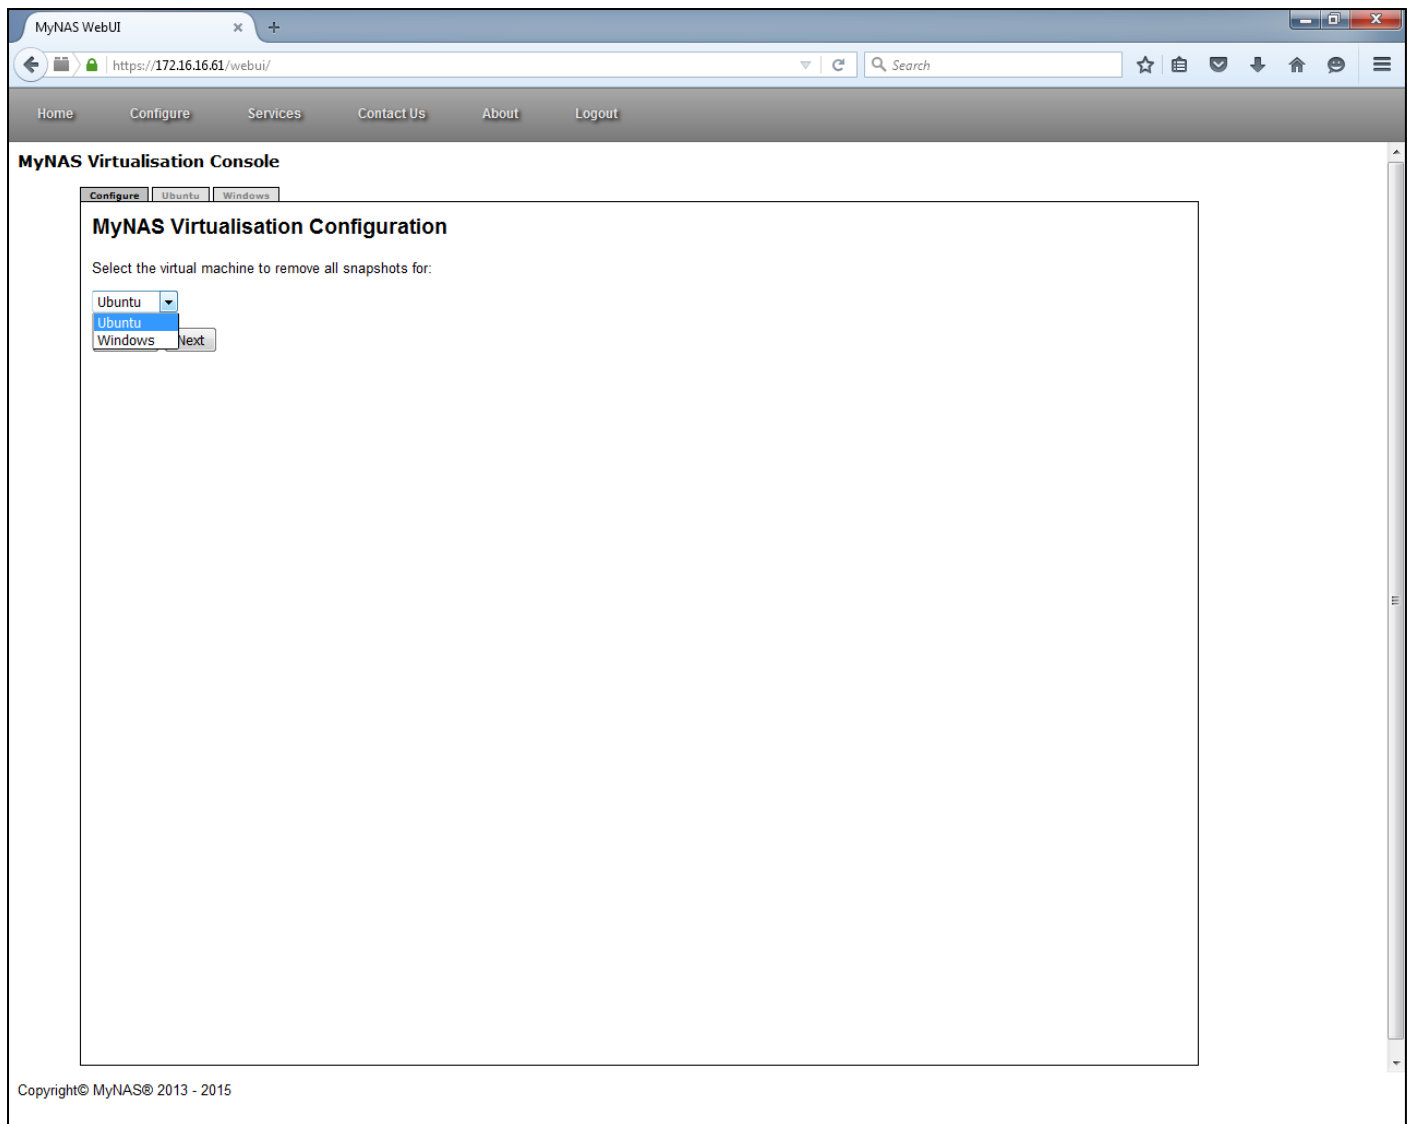 MyNAS WebUI
https://172.16.16.61/webui/
Search
Home Configure Services Contact Us About Logout
MyNAS Virtualisation Console
Configure Ubuntu Windows
MyNAS Virtualisation Configuration
Select the virtual machine to remove all snapshots for:
Ubuntu
Ubuntu
Windows
Next
Copyright© MyNAS® 2013 - 2015